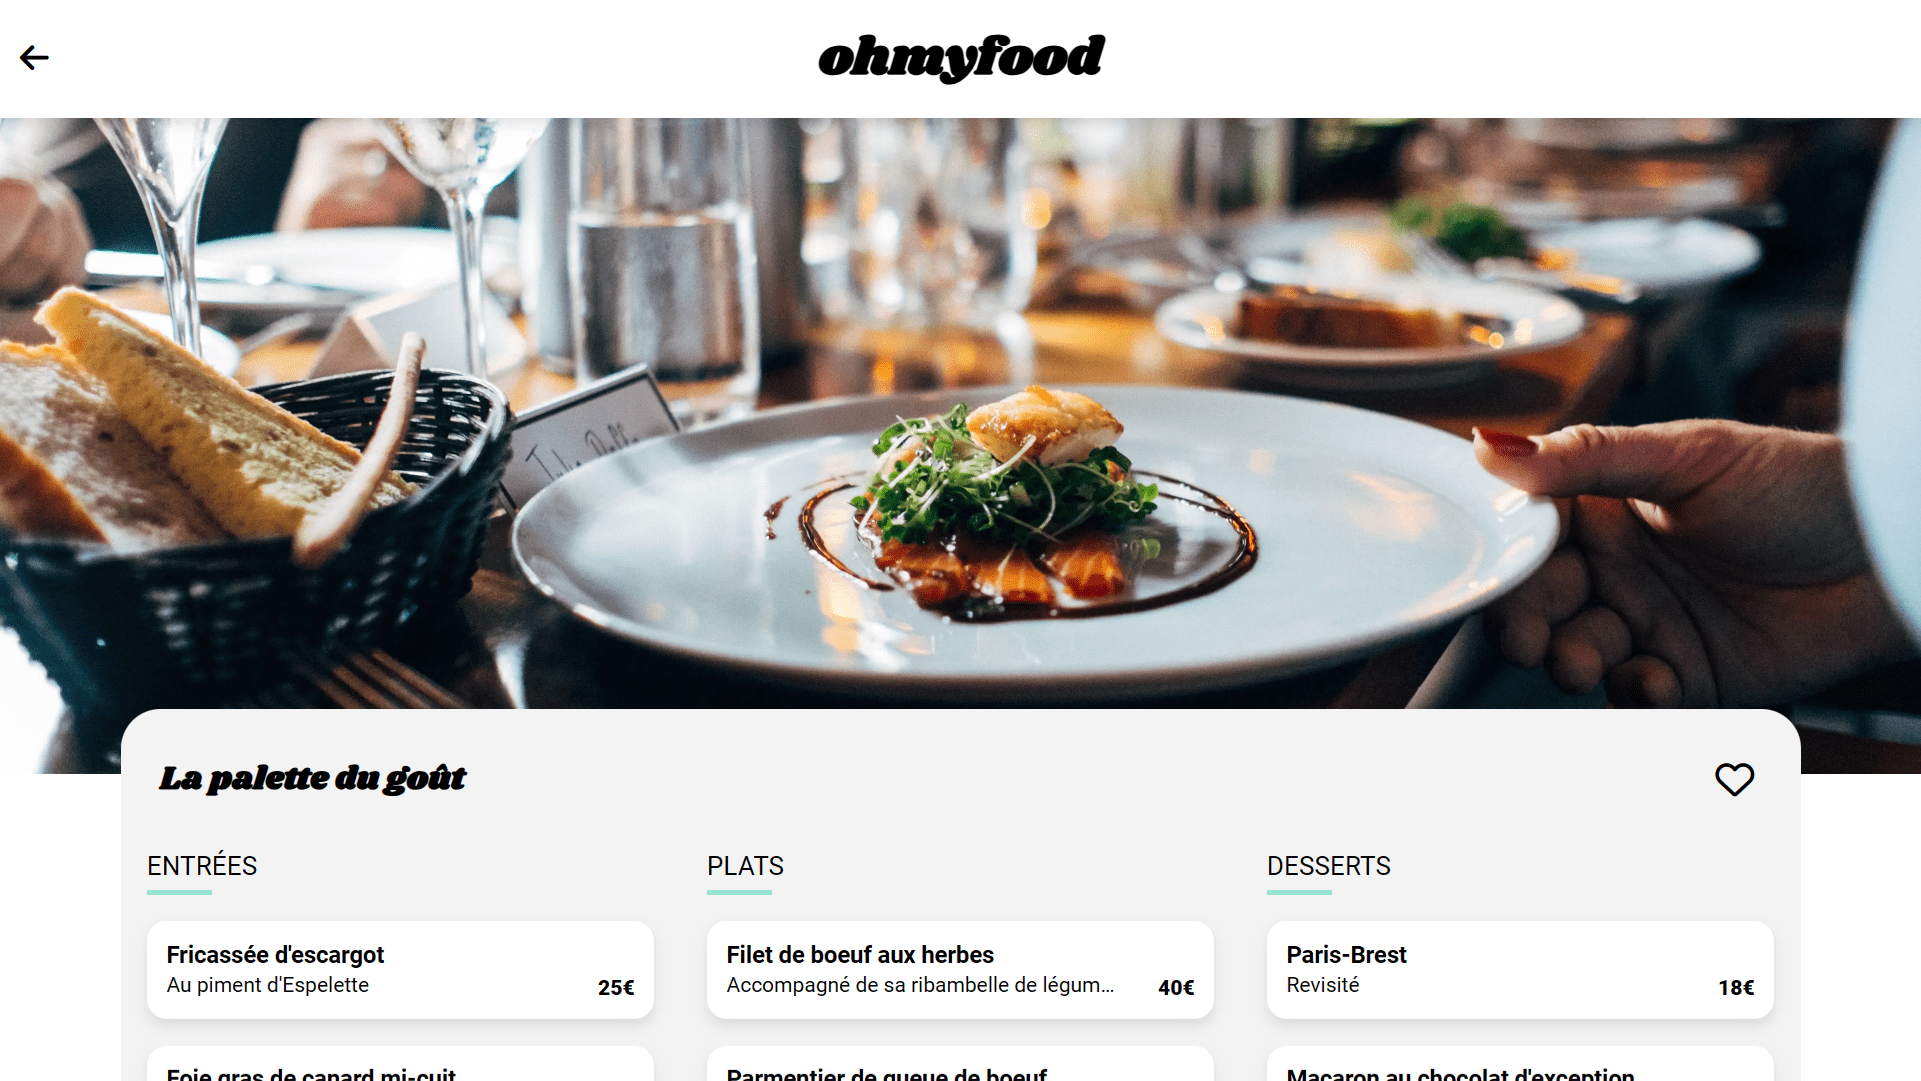 ohmyfood
La palette du goût
ENTRÉES
PLATS
DESSERTS
Fricassée d'escargot
Au piment d'Espelette
25€
Filet de boeuf aux herbes
Accompagné de sa ribambelle de légum...
40€
Paris-Brest
Revisité
18€
Foie gras de canard mi-cuit
Parmentier de queue de boeuf
Macaron au chocolat d'exception